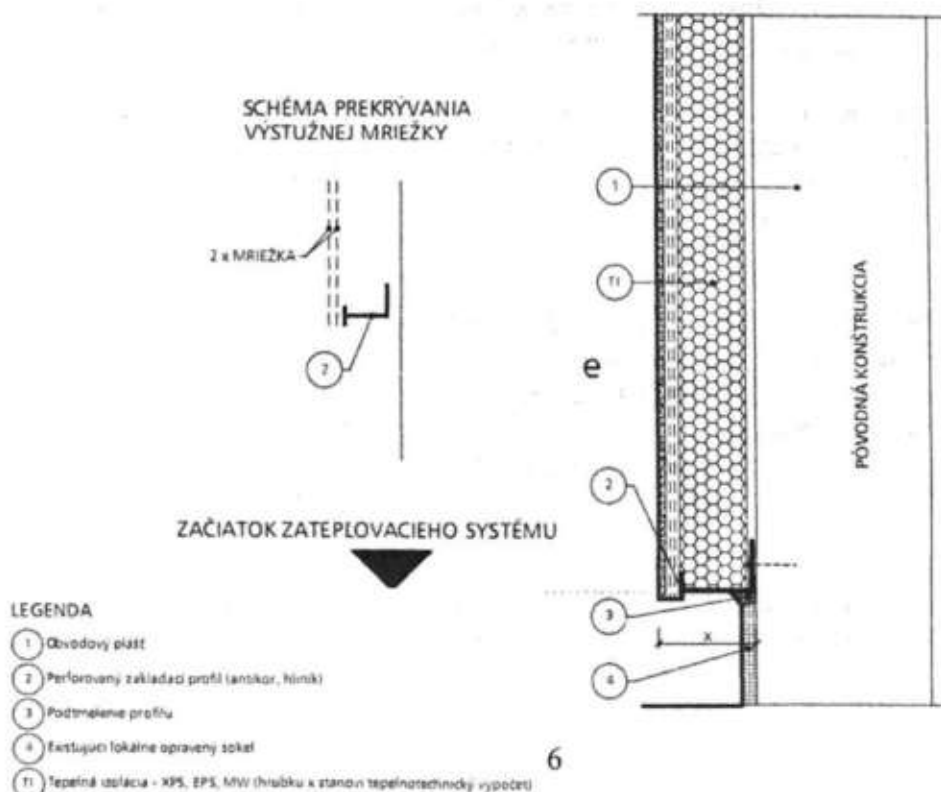 SCHÉMA PREKRÝVANIA
VÝSTUŽNEJ MRIEŽKY
2 x MRIEŽKA
2
ZAČIATOK ZATEPLOVACIEHO SYSTÉMU
1
TI
e
2
3
x
4
PÔVODNÁ KONŠTRUKCIA
LEGENDA
1 Obvodový plášť
2 Perforovaný zakladací profil (antikor, hliník)
3 Podtmelenie profilu
4 Existujúci lokálne opravený sokel
TI Tepelná izolácia - XPS, EPS, MW (hrúbku x stanoví tepelnotechnický výpočet)
6